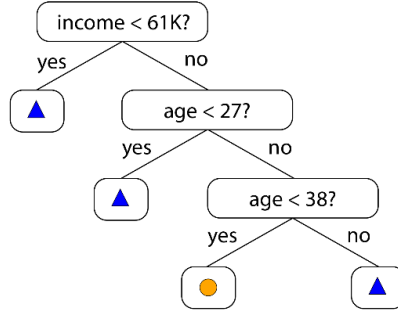 income < 61K?
yes
no
age < 27?
yes
no
age < 38?
yes
no